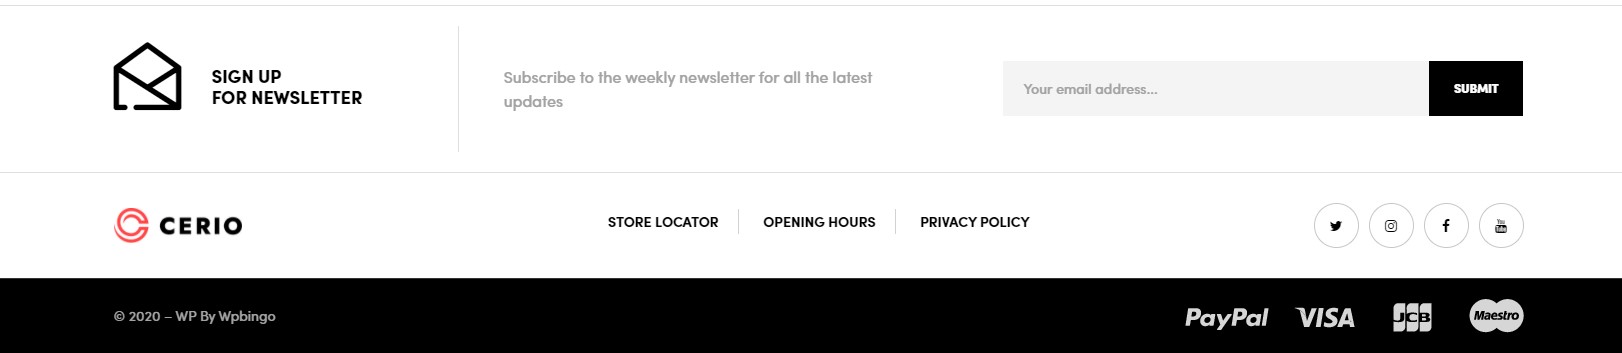 SIGN UP
FOR NEWSLETTER
Subscribe to the weekly newsletter for all the latest
updates
Your email address...
SUBMIT
CERIO
STORE LOCATOR
OPENING HOURS
PRIVACY POLICY
You
Tube
© 2020 – WP By Wpbingo
PayPal
VISA
JCB
Maestro